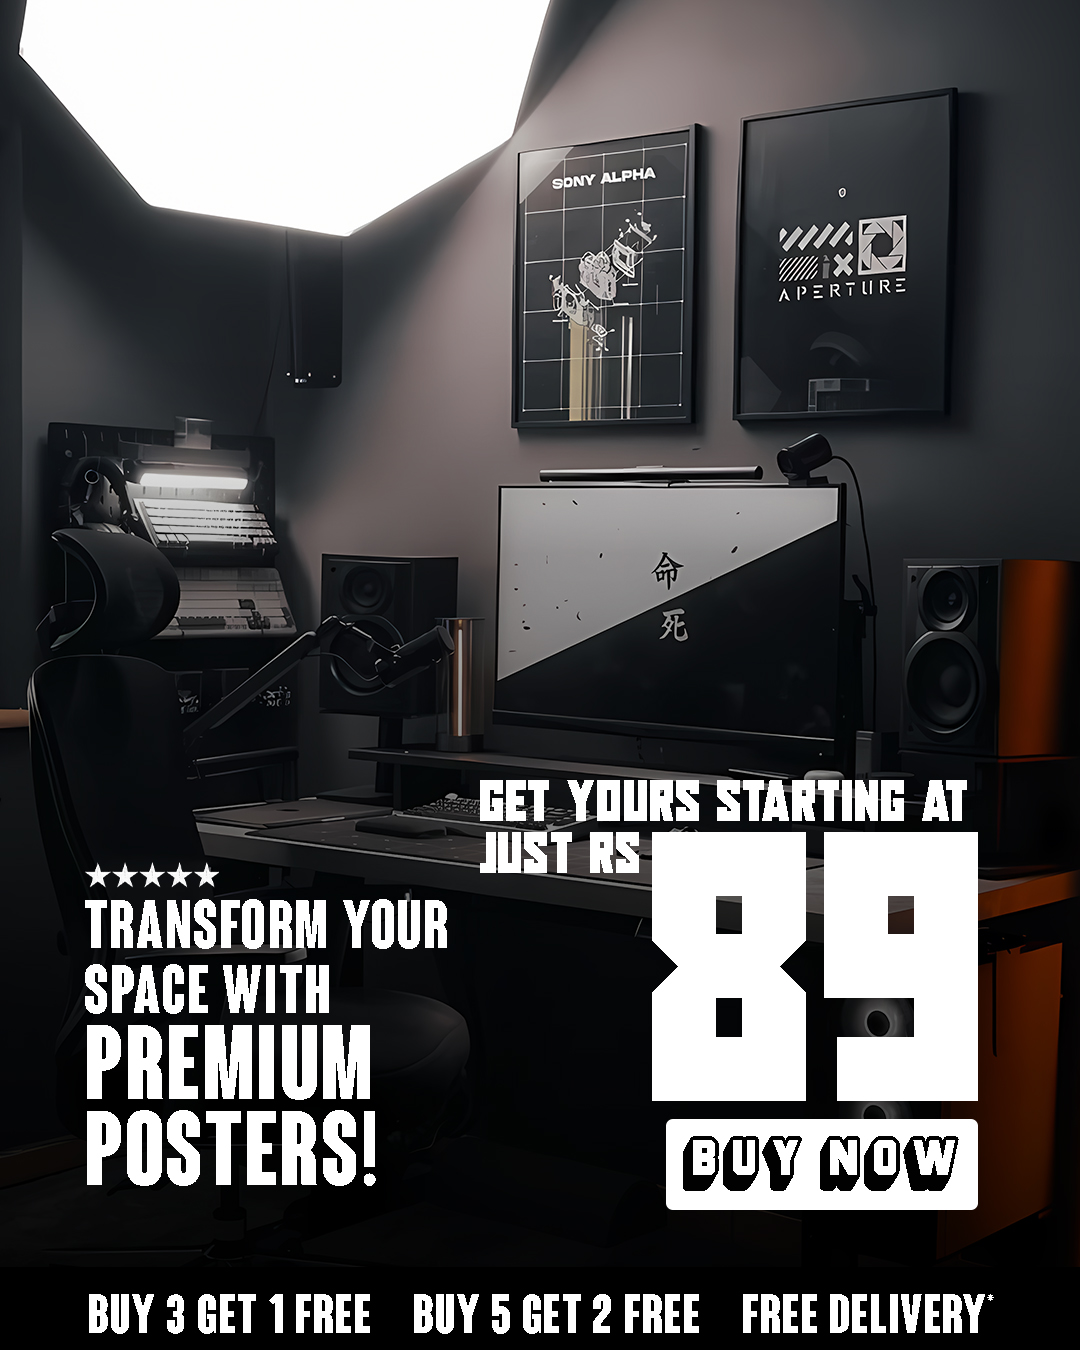 SONY ALPHA
APERTURE
命
死
GET YOURS STARTING AT
JUST RS 89
★★★★★
TRANSFORM YOUR
SPACE WITH
PREMIUM
POSTERS!
BUY NOW
BUY 3 GET 1 FREE BUY 5 GET 2 FREE FREE DELIVERY*